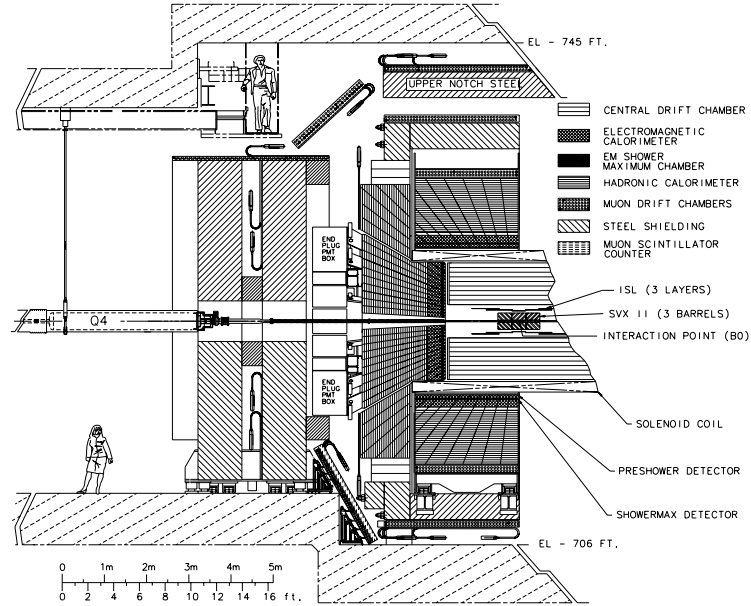 EL - 745 FT.
UPPER NOTCH STEEL
CENTRAL DRIFT CHAMBER
ELECTROMAGNETIC
CALORIMETER
EM SHOWER
MAXIMUM CHAMBER
HADRONIC CALORIMETER
MUON DRIFT CHAMBERS
STEEL SHIELDING
MUON SCINTILLATOR
COUNTER
END
PLUG
PMT
BOX
ISL (3 LAYERS)
SVX II (3 BARRELS)
INTERACTION POINT (B0)
Q4
END
PLUG
PMT
BOX
SOLENOID COIL
PRESHOWER DETECTOR
SHOWERMAX DETECTOR
EL - 706 FT.
0 1m 2m 3m 4m 5m
0 2 4 6 8 10 12 14 16 ft.